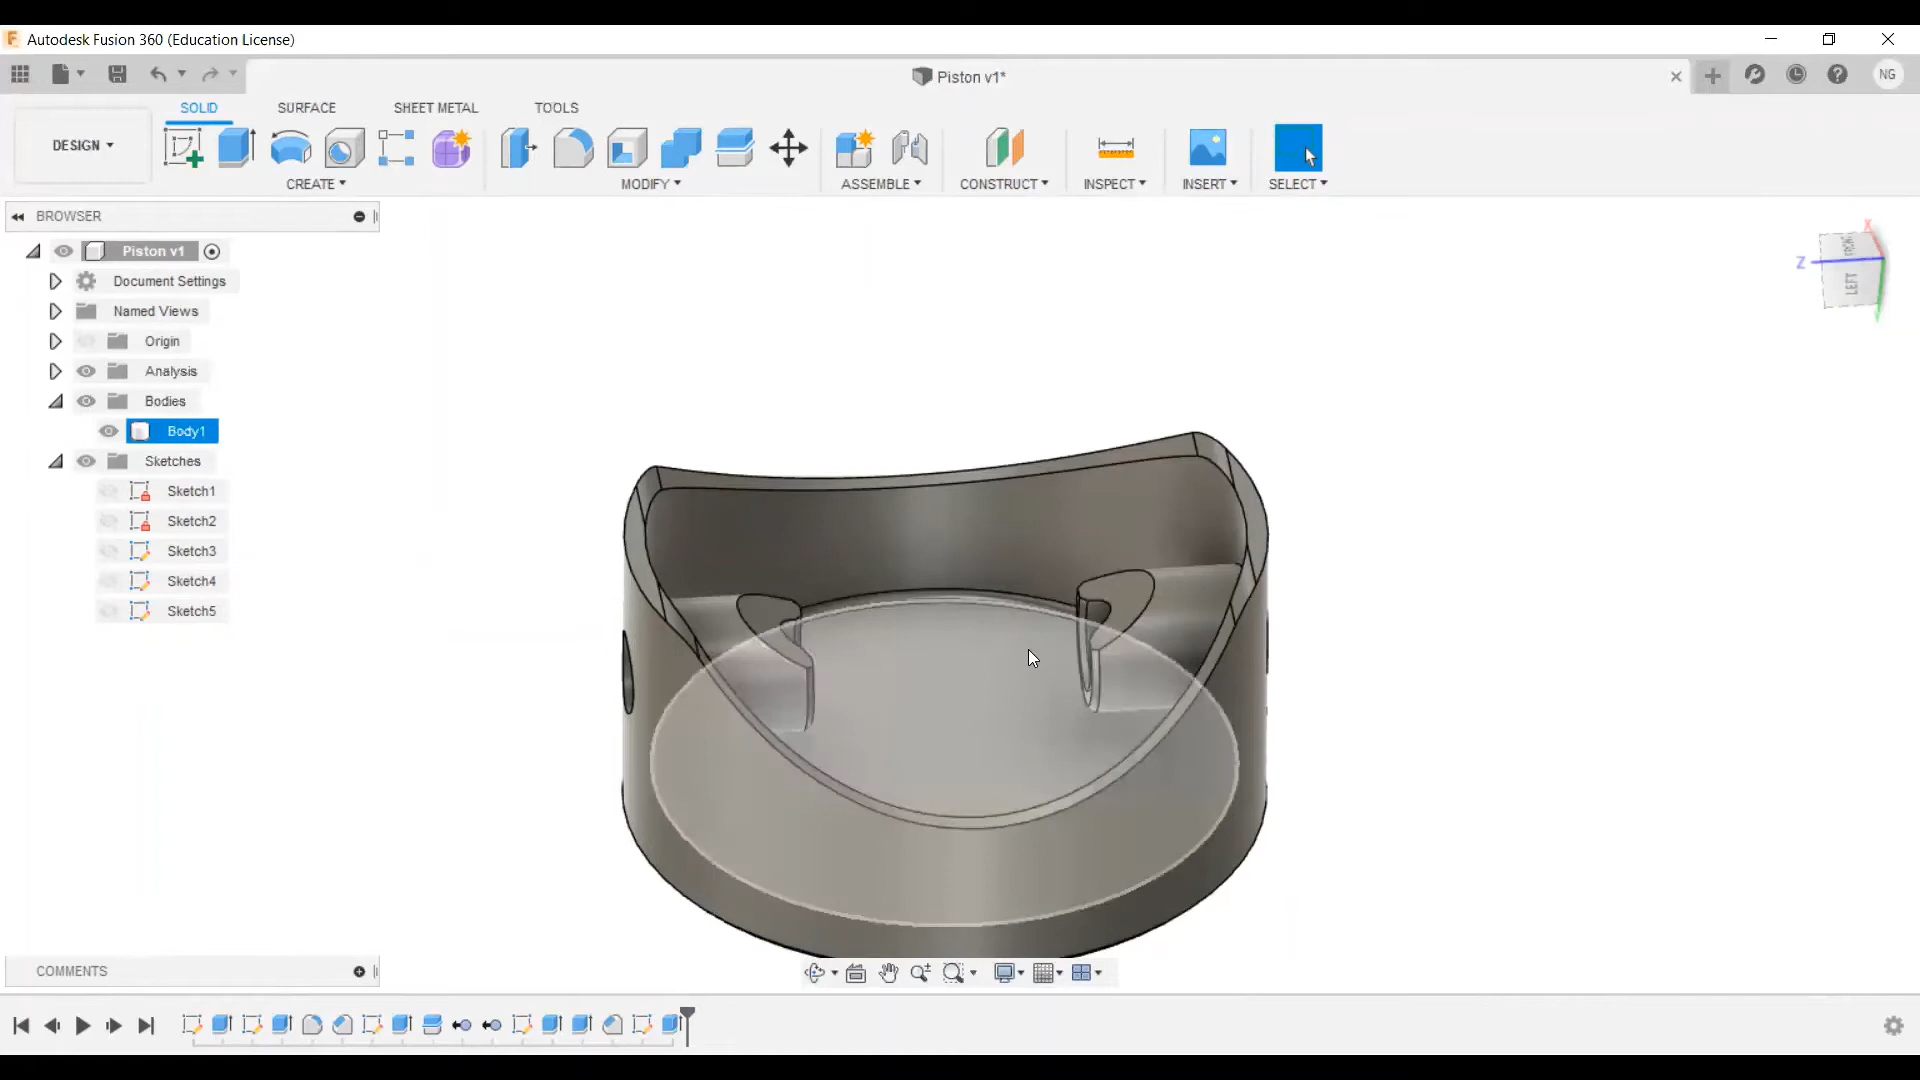 F Autodesk Fusion 360 (Education License)
Piston v1*
NG
DESIGN
SOLID
SURFACE
SHEET METAL
TOOLS
CREATE
MODIFY
ASSEMBLE
CONSTRUCT
INSPECT
INSERT
SELECT
BROWSER
Piston v1
Document Settings
Named Views
Origin
Analysis
Bodies
Body1
Sketches
Sketch1
Sketch2
Sketch3
Sketch4
Sketch5
X
Z
FRONT
LEFT
Y
COMMENTS